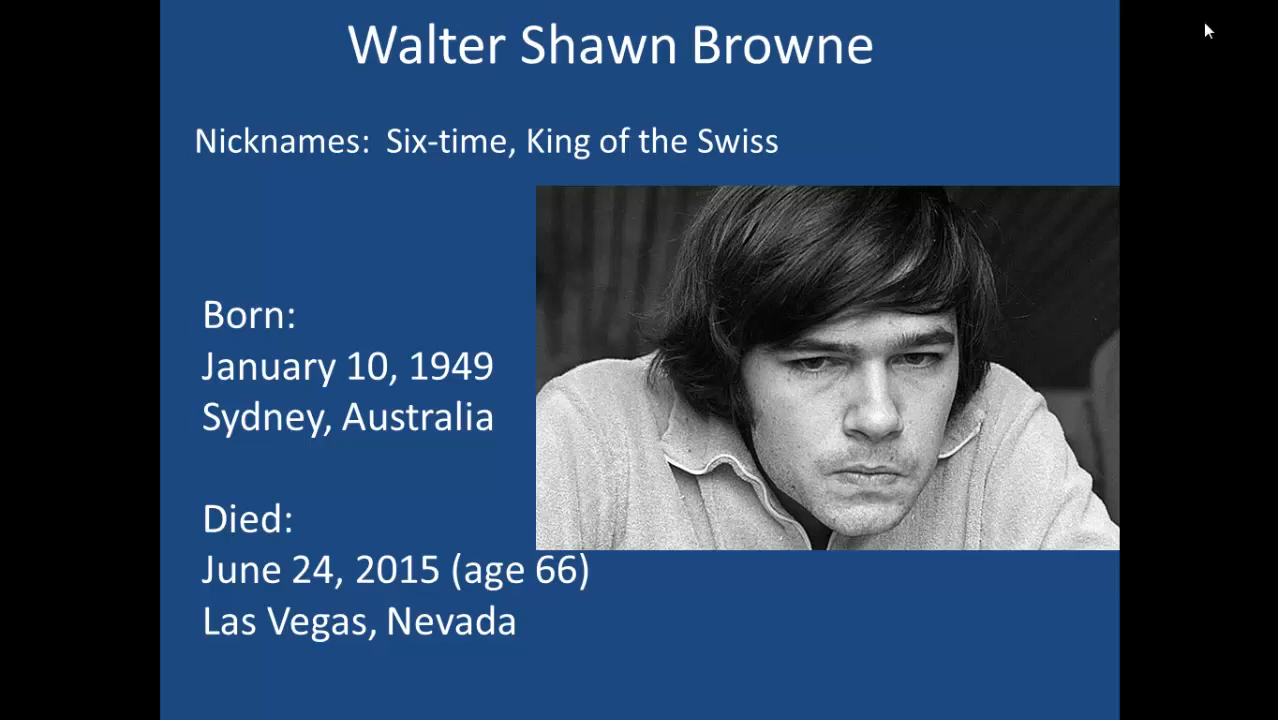 Walter Shawn Browne
Nicknames: Six-time, King of the Swiss
Born:
January 10, 1949
Sydney, Australia
Died:
June 24, 2015 (age 66)
Las Vegas, Nevada